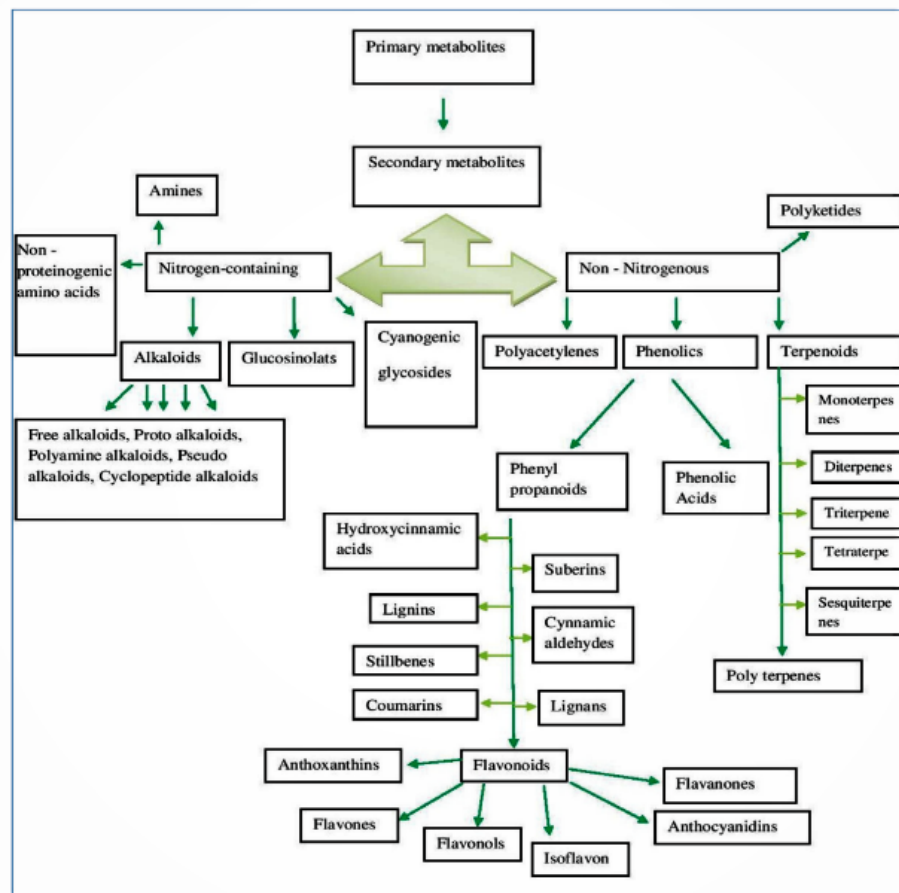 Primary metabolites
Secondary metabolites
Amines
Polyketides
Non -
proteinogenic
amino acids
Nitrogen-containing
Non - Nitrogenous
Alkaloids
Glucosinolats
Cyanogenic
glycosides
Polyacetylenes
Phenolics
Terpenoids
Free alkaloids, Proto alkaloids,
Polyamine alkaloids, Pseudo
alkaloids, Cyclopeptide alkaloids
Monoterpes
nes
Diterpenes
Triterpene
Tetraterpe
Sesquiterpe
nes
Poly terpenes
Phenyl
propanoids
Phenolic
Acids
Hydroxycinnamic
acids
Suberins
Lignins
Cynnamic
aldehydes
Stillbenes
Coumarins
Lignans
Flavonoids
Anthoxanthins
Flavanones
Flavones
Flavonols
Isoflavon
Anthocyanidins